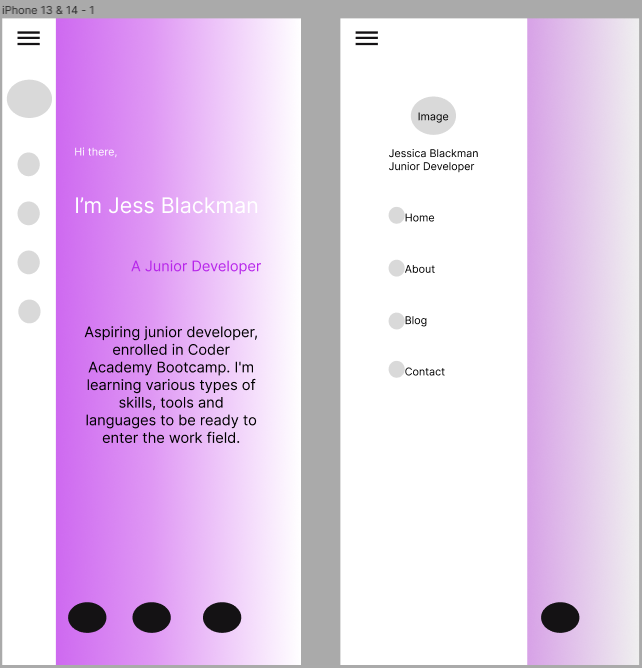 iPhone 13 & 14 - 1
Hi there,
I'm Jess Blackman
A Junior Developer
Aspiring junior developer,
enrolled in Coder
Academy Bootcamp. I'm
learning various types of
skills, tools and
languages to be ready to
enter the work field.
Image
Jessica Blackman
Junior Developer
Home
About
Blog
Contact